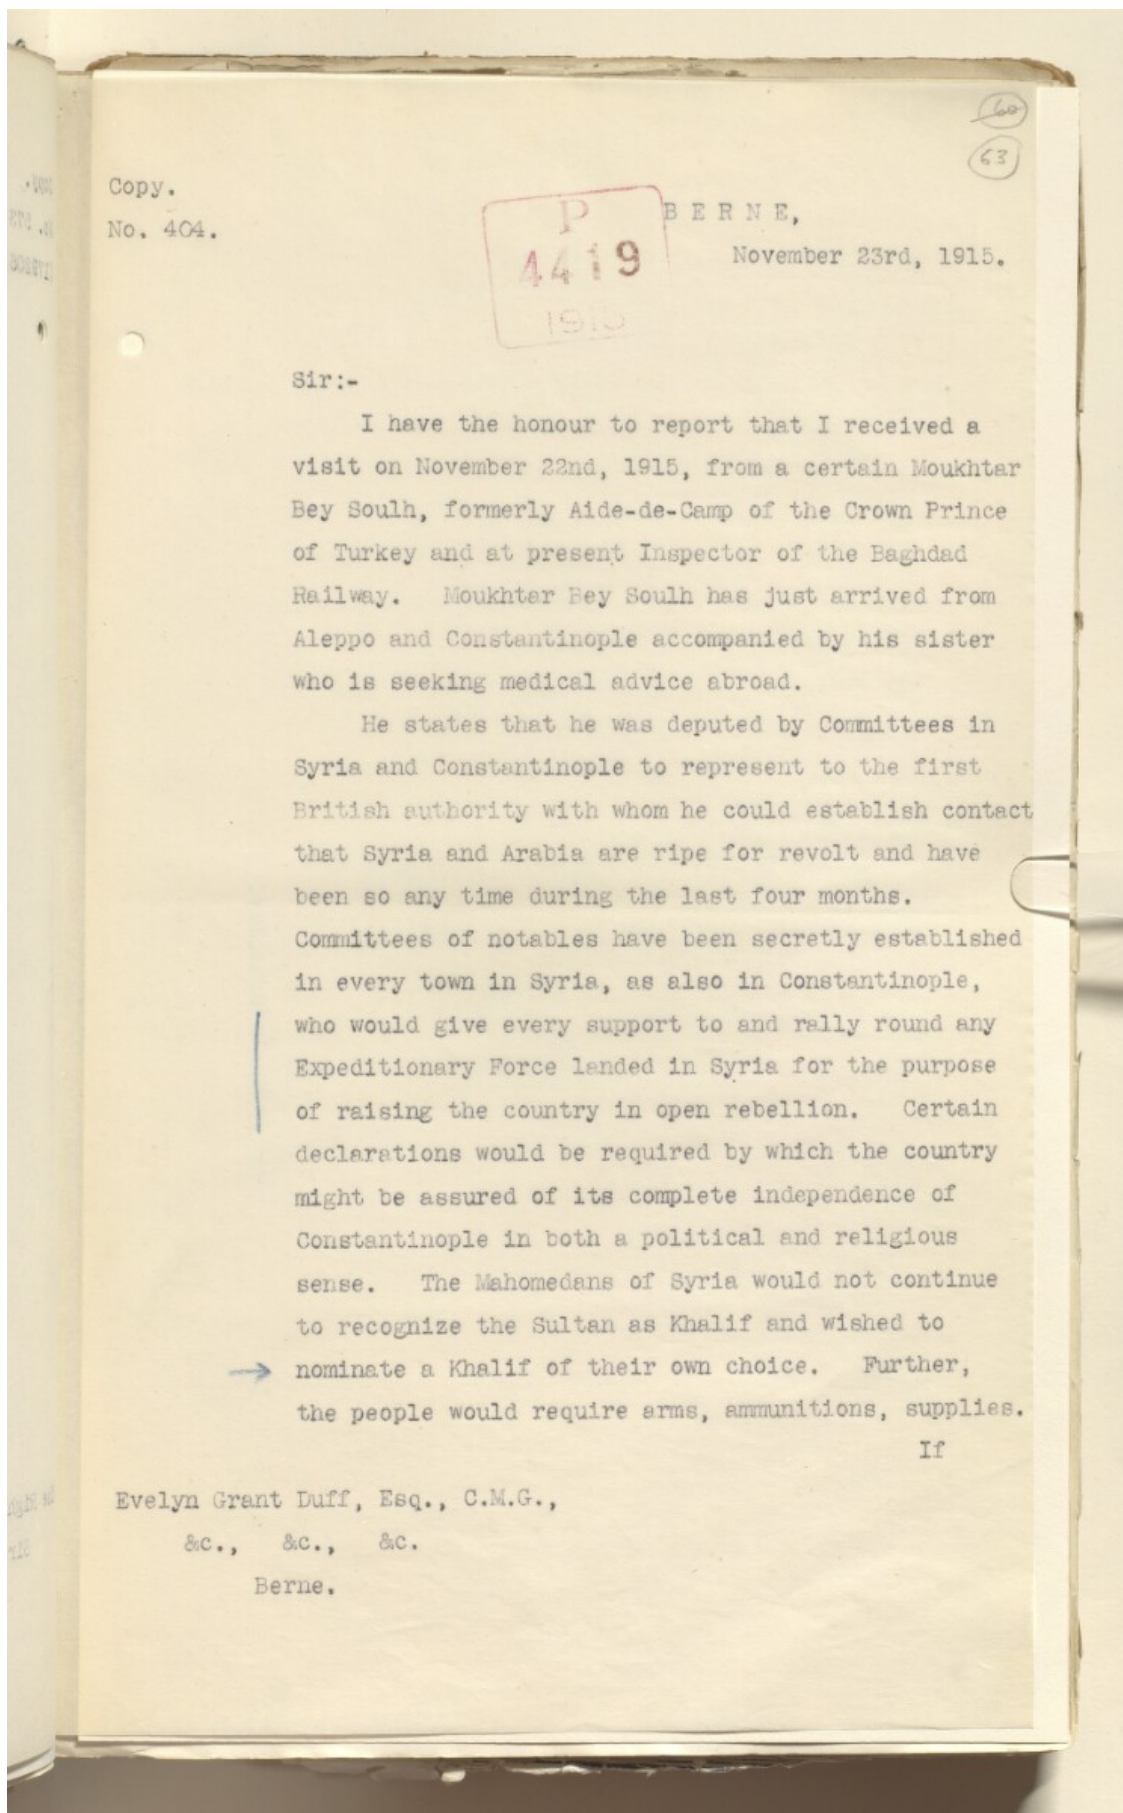 60
63
Copy.
No. 404.
P
4419
1915
BERNE,
November 23rd, 1915.
Sir:-
I have the honour to report that I received a
visit on November 22nd, 1915, from a certain Moukhtar
Bey Soulh, formerly Aide-de-Camp of the Crown Prince
of Turkey and at present Inspector of the Baghdad
Railway. Moukhtar Bey Soulh has just arrived from
Aleppo and Constantinople accompanied by his sister
who is seeking medical advice abroad.
He states that he was deputed by Committees in
Syria and Constantinople to represent to the first
British authority with whom he could establish contact
that Syria and Arabia are ripe for revolt and have
been so any time during the last four months.
Committees of notables have been secretly established
in every town in Syria, as also in Constantinople,
who would give every support to and rally round any
Expeditionary Force landed in Syria for the purpose
of raising the country in open rebellion. Certain
declarations would be required by which the country
might be assured of its complete independence of
Constantinople in both a political and religious
sense. The Mahomedans of Syria would not continue
to recognize the Sultan as Khalif and wished to
nominate a Khalif of their own choice. Further,
the people would require arms, ammunitions, supplies.
If
Evelyn Grant Duff, Esq., C.M.G.,
&c., &c., &c.
Berne.